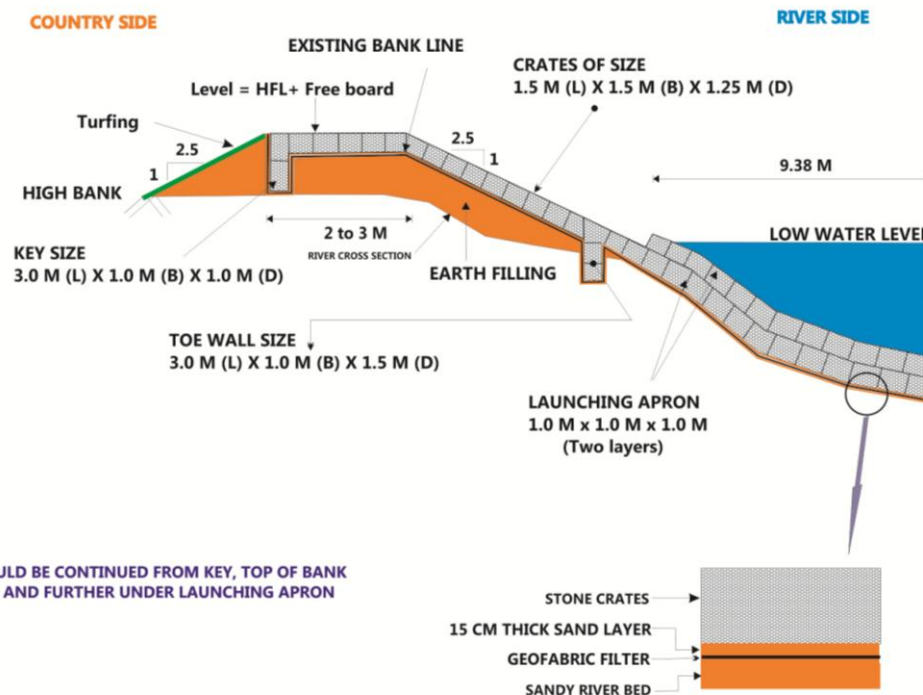 COUNTRY SIDE
RIVER SIDE
EXISTING BANK LINE
CRATES OF SIZE
1.5 M (L) X 1.5 M (B) X 1.25 M (D)
Level = HFL+ Free board
Turfing
2.5
1
2.5
1
9.38 M
HIGH BANK
LOW WATER LEVEL
2 to 3 M
RIVER CROSS SECTION
KEY SIZE
3.0 M (L) X 1.0 M (B) X 1.0 M (D)
EARTH FILLING
TOE WALL SIZE
3.0 M (L) X 1.0 M (B) X 1.5 M (D)
LAUNCHING APRON
1.0 M x 1.0 M x 1.0 M
(Two layers)
ULD BE CONTINUED FROM KEY, TOP OF BANK
AND FURTHER UNDER LAUNCHING APRON
STONE CRATES
15 CM THICK SAND LAYER
GEOFABRIC FILTER
SANDY RIVER BED